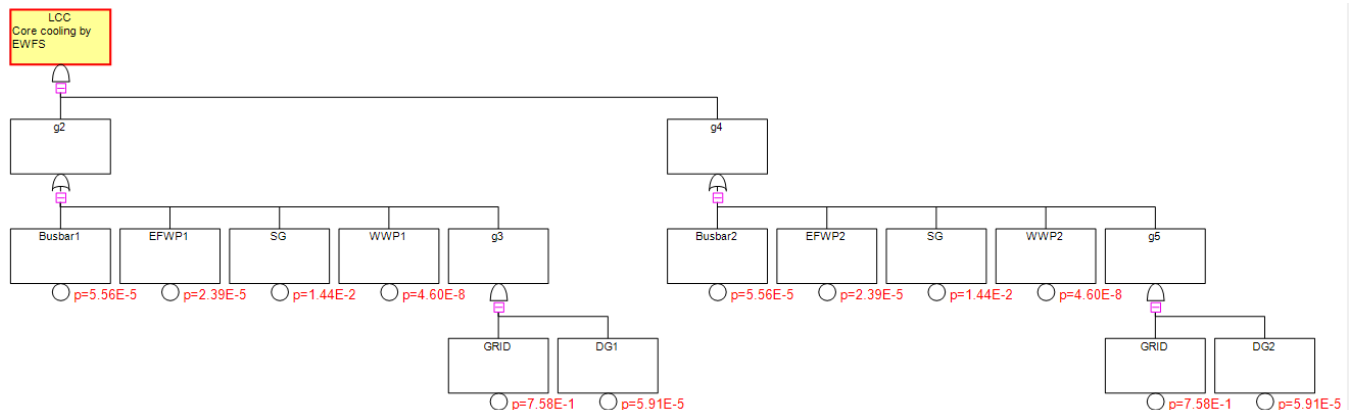 LCC
Core cooling by
EWFS
g2
g4
Busbar1
EFWP1
SG
WWP1
g3
Busbar2
EFWP2
SG
WWP2
g5
p=5.56E-5
p=2.39E-5
p=1.44E-2
p=4.60E-8
p=5.56E-5
p=2.39E-5
p=1.44E-2
p=4.60E-8
GRID
DG1
GRID
DG2
p=7.58E-1
p=5.91E-5
p=7.58E-1
p=5.91E-5